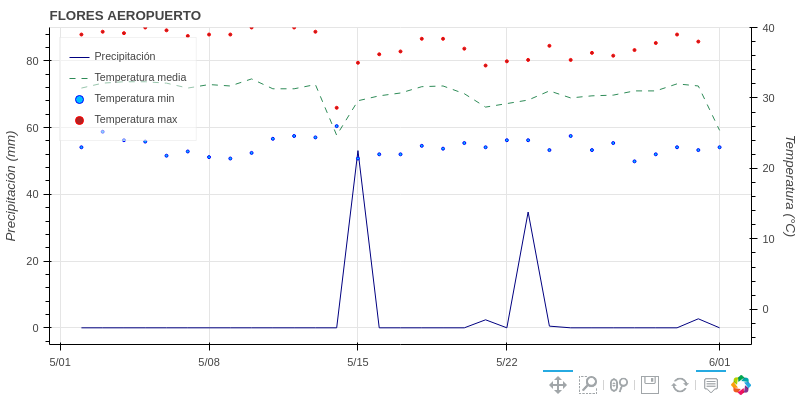 FLORES AEROPUERTO
Precipitación
Temperatura media
Temperatura min
Temperatura max
Precipitación (mm)
80
60
40
20
0
Temperatura (°C)
40
30
20
10
0
5/01
5/08
5/15
5/22
6/01